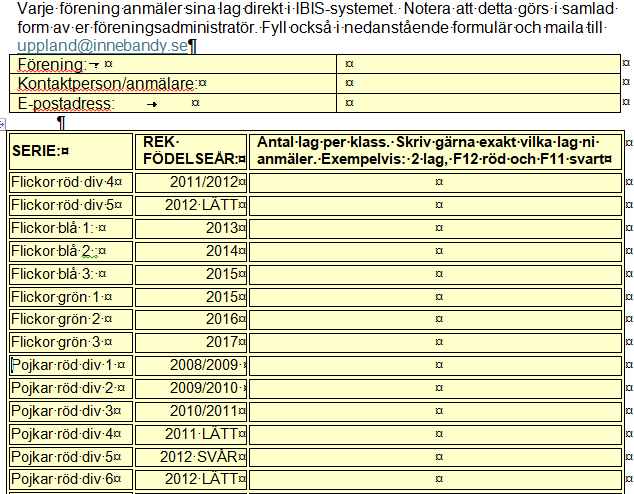 Varje förening anmäler sina lag direkt i IBIS-systemet. Notera att detta görs i samlad
form av er föreningsadministratör. Fyll också i nedanstående formulär och maila till
uppland@innebandy.se¶
Förening: → ¤ ¤ ¤
Kontaktperson/anmälare:¤ ¤ ¤
E-postadress: → ¤ ¤ ¤
¶
SERIE:¤ REK· FÖDELSEÅR:¤ Antal·lag·per·klass.·Skriv·gärna·exakt·vilka·lag·ni· anmäler.·Exempelvis:·2·lag,·F12·röd·och·F11·svart¤ ¤
Flickor·röd·div·4¤ 2011/2012¤ ¤ ¤
Flickor·röd·div·5¤ 2012·LÄTT¤ ¤ ¤
Flickor·blå·1:·¤ 2013¤ ¤ ¤
Flickor·blå·2.:¤ 2014¤ ¤ ¤
Flickor·blå·3:·¤ 2015¤ ¤ ¤
Flickor·grön·1·¤ 2015¤ ¤ ¤
Flickor·grön·2·¤ 2016¤ ¤ ¤
Flickor·grön·3·¤ 2017¤ ¤ ¤
Pojkar·röd·div·1·¤ 2008/2009·¤ ¤ ¤
Pojkar·röd·div·2·¤ 2009/2010·¤ ¤ ¤
Pojkar·röd·div·3¤ 2010/2011¤ ¤ ¤
Pojkar·röd·div·4¤ 2011·LÄTT¤ ¤ ¤
Pojkar·röd·div·5¤ 2012·SVÅR¤ ¤ ¤
Pojkar·röd·div·6¤ 2012·LÄTT¤ ¤ ¤